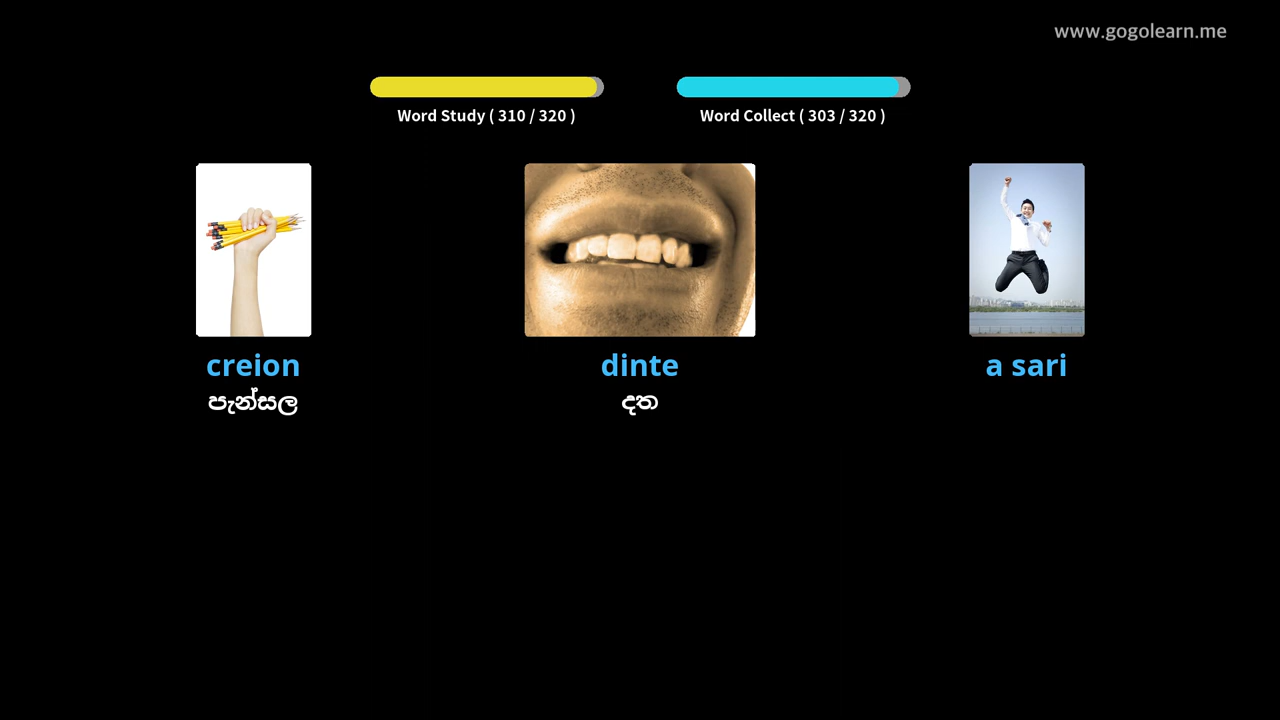 www.gogolearn.me
Word Study ( 310 / 320 )
Word Collect ( 303 / 320 )
creion
dinte
a sari
පැන්සල
දත